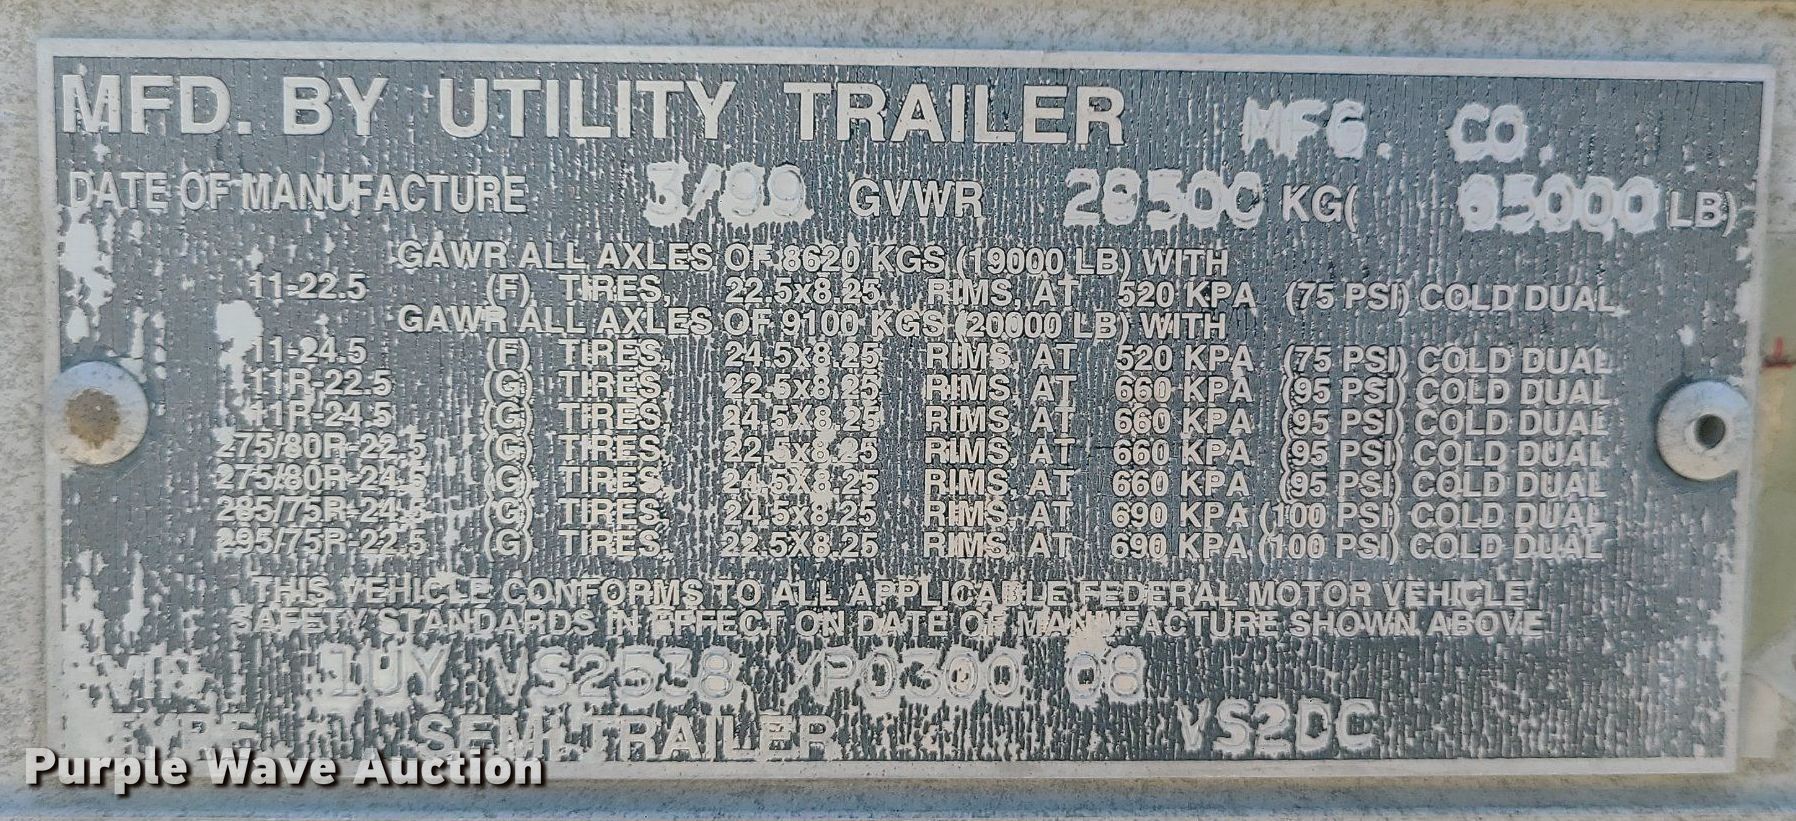 MFD. BY UTILITY TRAILER MFG. CO.
DATE OF MANUFACTURE 3/99 GVWR 28500 KG( 65000 LB)
GAWR ALL AXLES OF 8620 KGS (19000 LB) WITH
11-22.5 (F) TIRES, 22.5x8.25 RIMS, AT 520 KPA (75 PSI) COLD DUAL
GAWR ALL AXLES OF 9100 KGS (20000 LB) WITH
11-24.5 (F) TIRES, 24.5x8.25 RIMS, AT 520 KPA (75 PSI) COLD DUAL
11R-22.5 (G) TIRES, 22.5x8.25 RIMS, AT 660 KPA (95 PSI) COLD DUAL
11R-24.5 (G) TIRES, 24.5x8.25 RIMS, AT 660 KPA (95 PSI) COLD DUAL
275/80R-22.5 (G) TIRES, 22.5x8.25 RIMS, AT 660 KPA (95 PSI) COLD DUAL
275/80R-24.5 (G) TIRES, 24.5x8.25 RIMS, AT 660 KPA (95 PSI) COLD DUAL
285/75R-24.5 (G) TIRES, 24.5x8.25 RIMS, AT 690 KPA (100 PSI) COLD DUAL
295/75R-22.5 (G) TIRES, 22.5X8.25 RIMS, AT 690 KPA (100 PSI) COLD DUAL
THIS VEHICLE CONFORMS TO ALL APPLICABLE FEDERAL MOTOR VEHICLE
SAFETY STANDARDS IN EFFECT ON DATE OF MANUFACTURE SHOWN ABOVE
VIN 1UY VS2538 XP0300 08
TYPE SEMI-TRAILER VS2DC
Purple Wave Auction